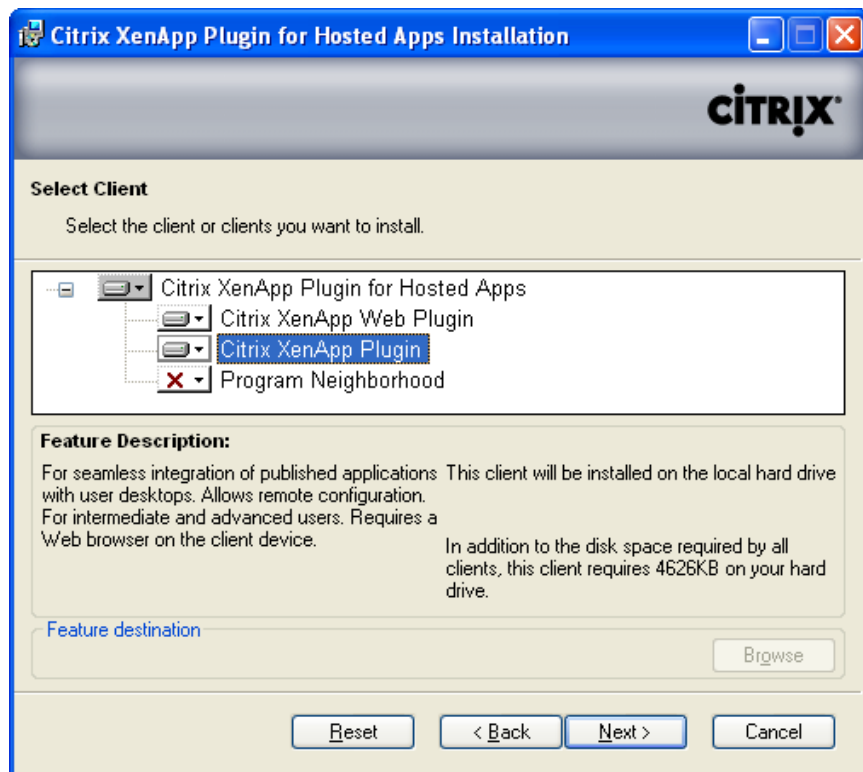 Citrix XenApp Plugin for Hosted Apps Installation
CITRIX
Select Client
Select the client or clients you want to install.
Citrix XenApp Plugin for Hosted Apps
Citrix XenApp Web Plugin
Citrix XenApp Plugin
Program Neighborhood
Feature Description:
For seamless integration of published applications
with user desktops. Allows remote configuration.
For intermediate and advanced users. Requires a
Web browser on the client device.
This client will be installed on the local hard drive
In addition to the disk space required by all
clients, this client requires 4626KB on your hard
drive.
Feature destination
Browse
Reset
< Back
Next >
Cancel